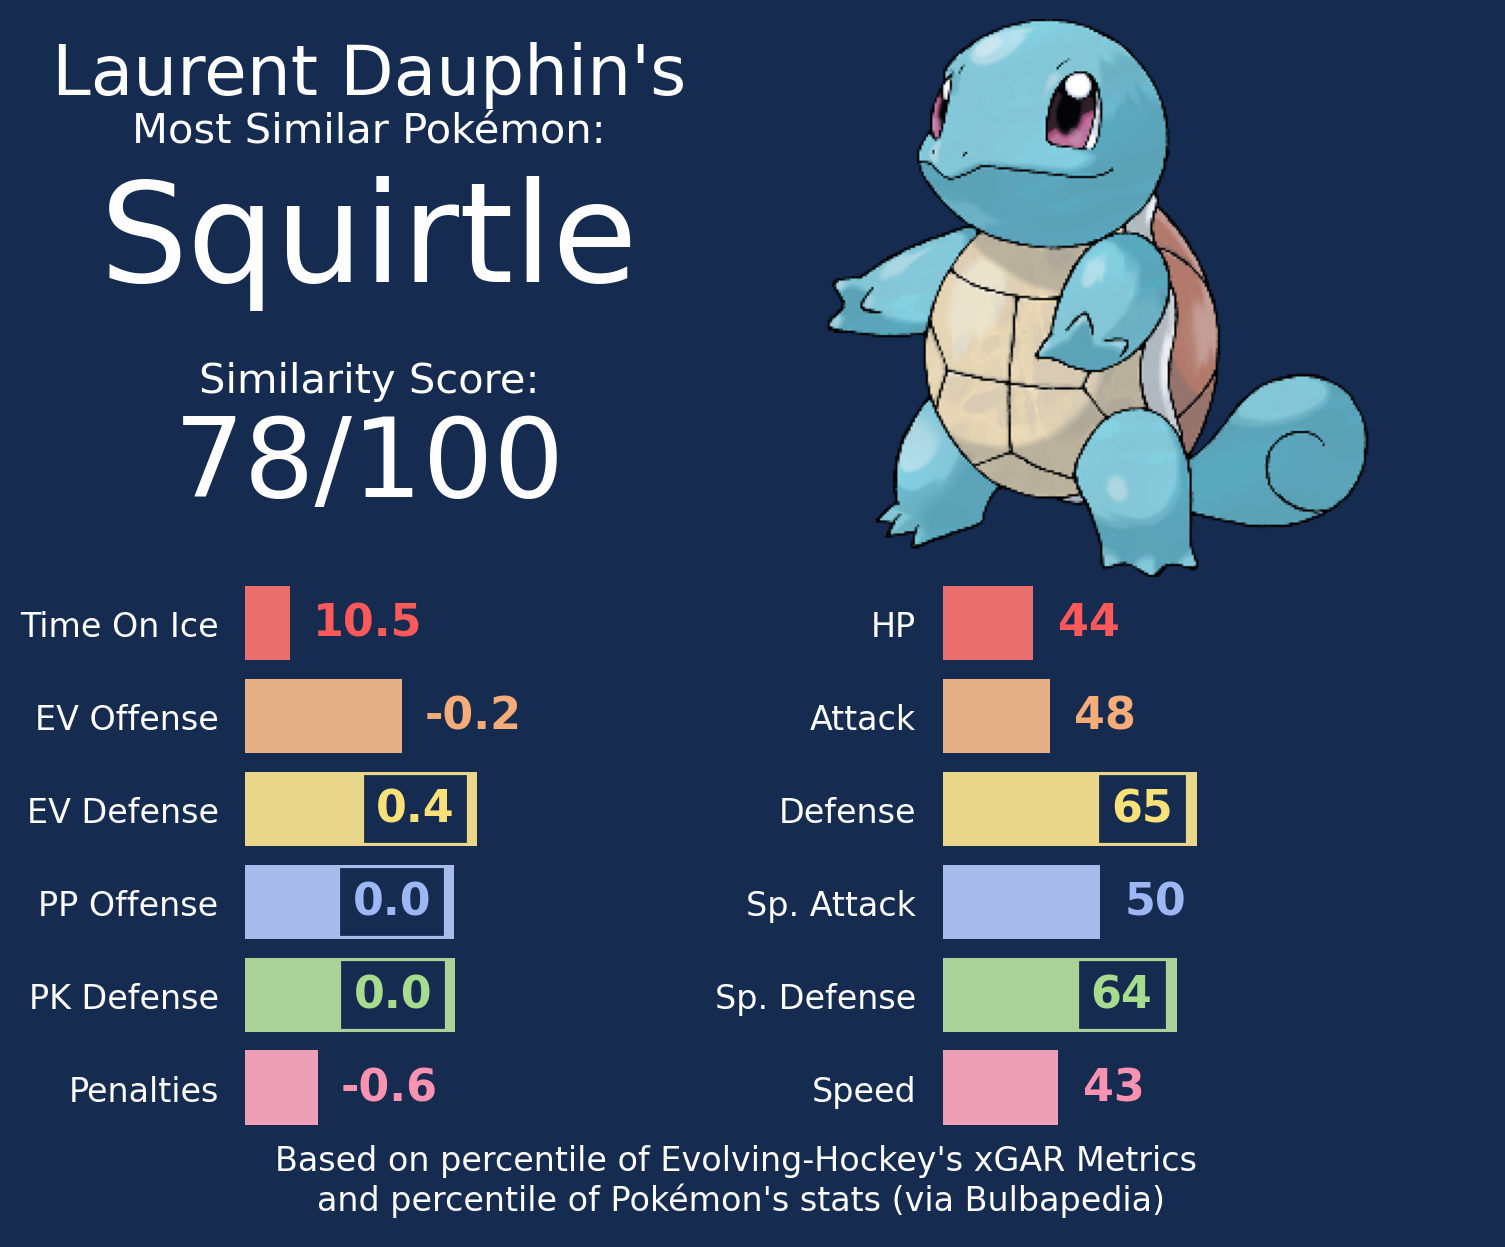 Laurent Dauphin's
Most Similar Pokémon:
Squirtle
Similarity Score:
78/100
Time On Ice 10.5
EV Offense -0.2
EV Defense 0.4
PP Offense 0.0
PK Defense 0.0
Penalties -0.6
HP 44
Attack 48
Defense 65
Sp. Attack 50
Sp. Defense 64
Speed 43
Based on percentile of Evolving-Hockey's xGAR Metrics
and percentile of Pokémon's stats (via Bulbapedia)